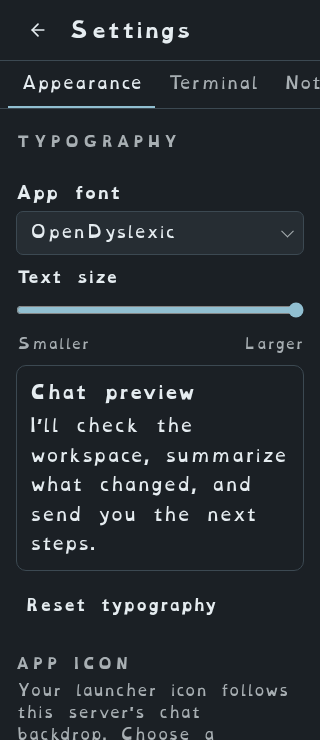 Settings
Appearance Terminal Not
TYPOGRAPHY
App font
OpenDyslexic
Text size
Smaller Larger
Chat preview
I'll check the
workspace, summarize
what changed, and
send you the next
steps.
Reset typography
APP ICON
Your launcher icon follows
this server's chat
backdrop. Choose a